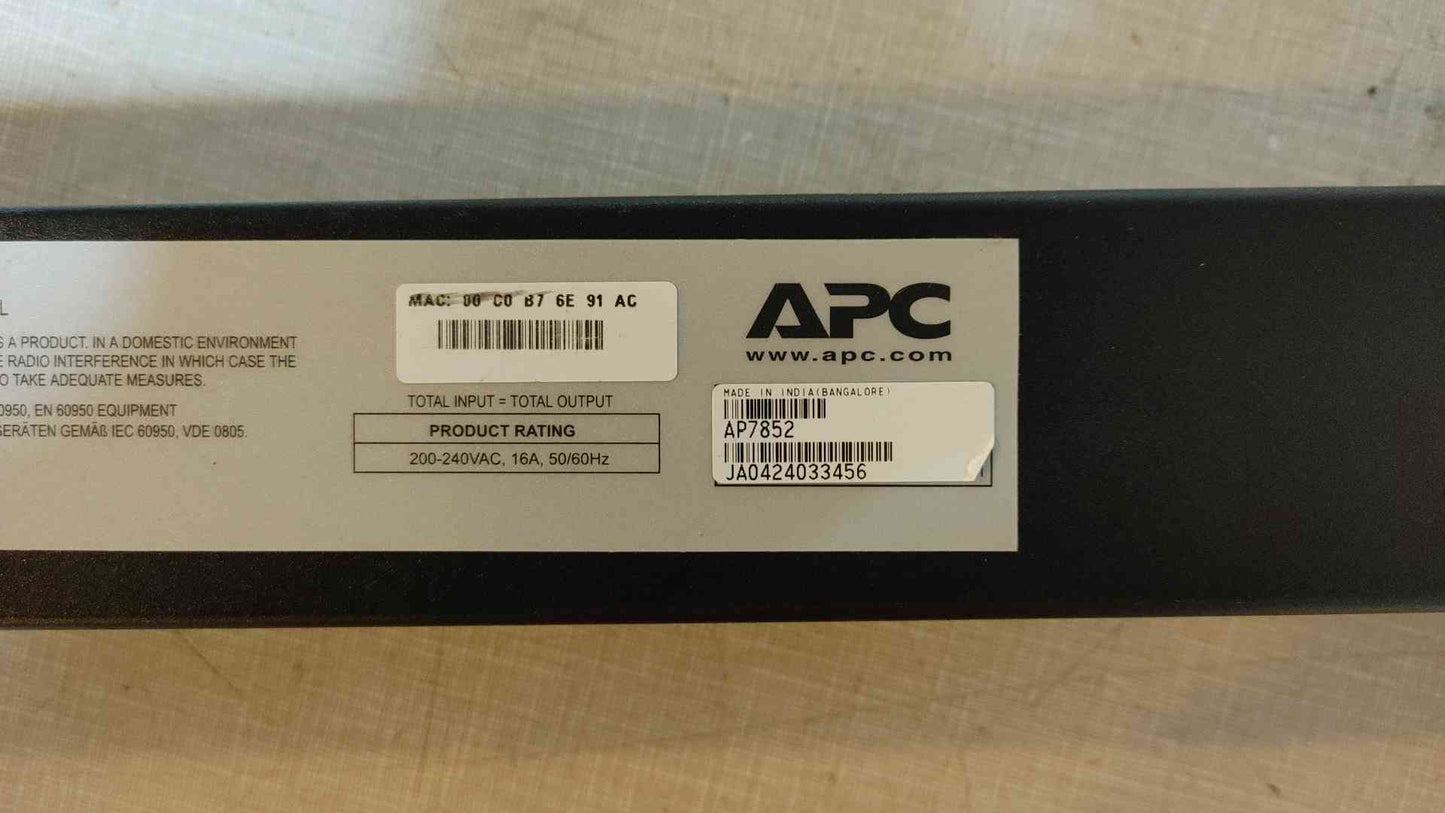 L
S A PRODUCT. IN A DOMESTIC ENVIRONMENT
E RADIO INTERFERENCE IN WHICH CASE THE
O TAKE ADEQUATE MEASURES.
0950, EN 60950 EQUIPMENT
GERÄTEN GEMÄß IEC 60950, VDE 0805.
MAC: 00 C0 B7 6E 91 AC
TOTAL INPUT = TOTAL OUTPUT
PRODUCT RATING
200-240VAC, 16A, 50/60Hz
APC
www.apc.com
MADE IN INDIA(BANGALORE)
AP7852
JA0424033456